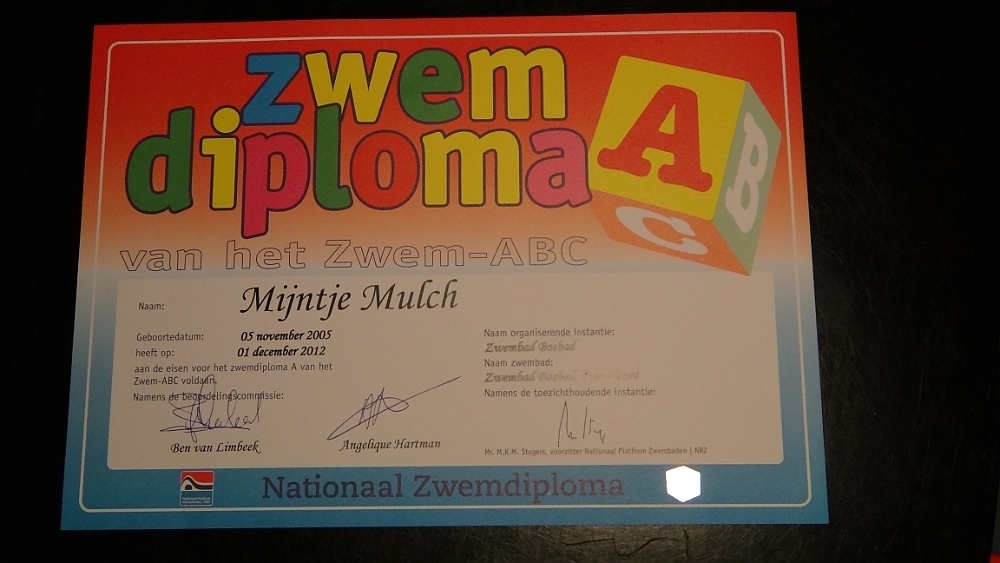 zwem
diploma
van het Zwem-ABC
A
B
C
Naam: Mijntje Mulch
Geboortedatum: 05 november 2005
heeft op: 01 december 2012
aan de eisen voor het zwemdiploma A van het
Zwem-ABC voldaan.
Namens de beoordelingscommissie:
Ben van Limbeek
Angelique Hartman
Naam organiserende instantie:
Zwembad Bosbad
Naam zwembad:
Zwembad Bosbad,
Namens de toezichthoudende instantie:
Mr. M.K.M. Stegers, voorzitter Nationaal Platform Zwembaden | NRZ
Nationaal Zwemdiploma